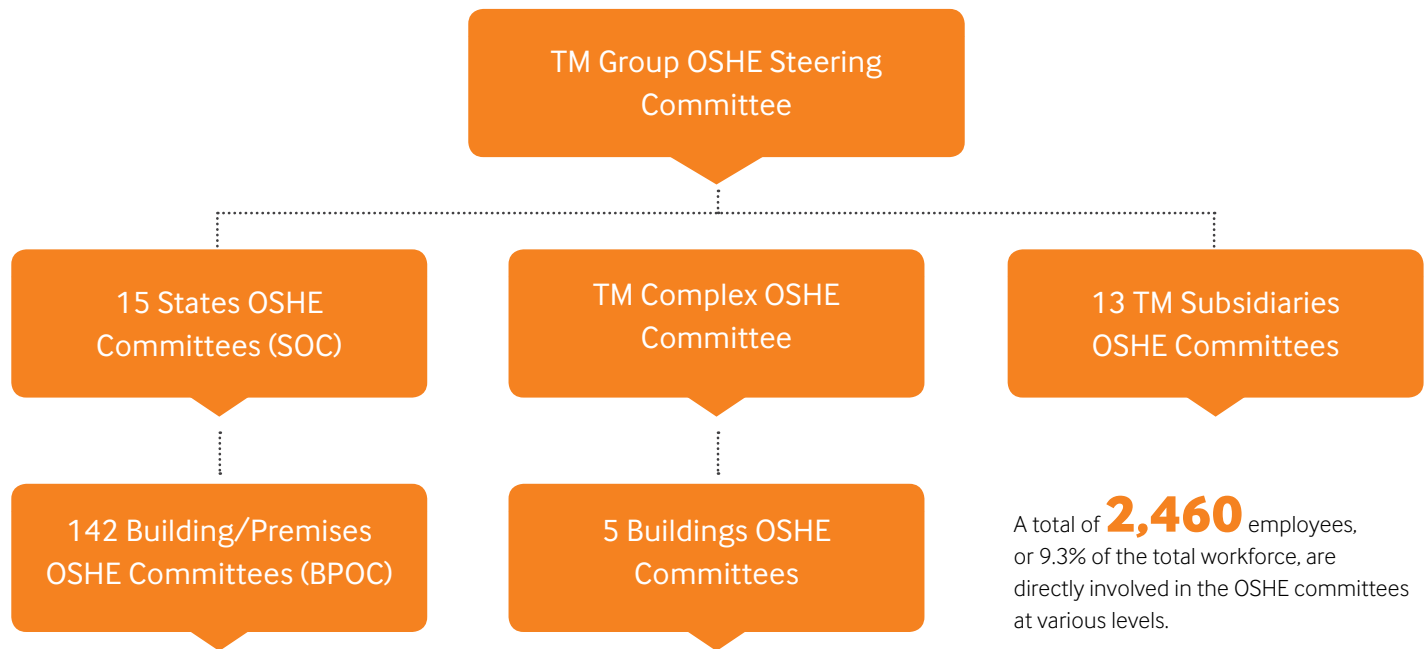 TM Group OSHE Steering
Committee
15 States OSHE
Committees (SOC)
TM Complex OSHE
Committee
13 TM Subsidiaries
OSHE Committees
142 Building/Premises
OSHE Committees (BPOC)
5 Buildings OSHE
Committees
A total of 2,460 employees,
or 9.3% of the total workforce, are
directly involved in the OSHE committees
at various levels.